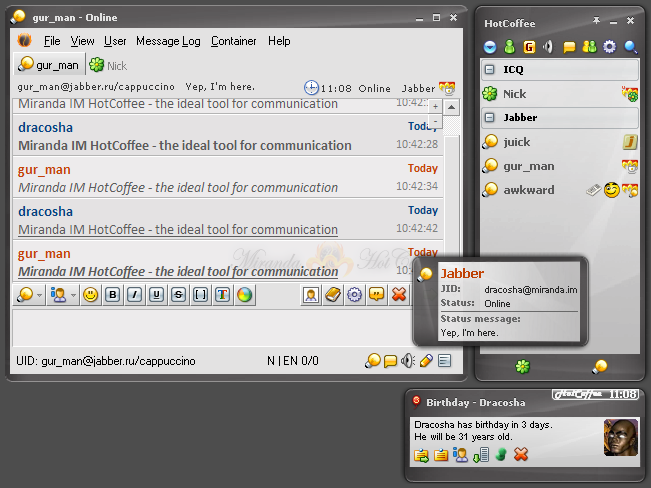 gur_man - Online
File View User Message Log Container Help
gur_man Nick
gur_man@jabber.ru/cappuccino Yep, I'm here. 11:08 Online Jabber
Miranda IM HotCoffee - the ideal tool for communication
dracosha Today
Miranda IM HotCoffee - the ideal tool for communication 10:42:28
gur_man Today
Miranda IM HotCoffee - the ideal tool for communication 10:42:34
dracosha Today
Miranda IM HotCoffee - the ideal tool for communication 10:42:42
gur_man Today
Miranda IM HotCoffee - the ideal tool for communication
UID: gur_man@jabber.ru/cappuccino N | EN 0/0
HotCoffee
ICQ
Nick
Jabber
juick
gur_man
awkward
Jabber
JID: dracosha@miranda.im
Status: Online
Status message:
Yep, I'm here.
HotCoffee 11:08
Birthday - Dracosha
Dracosha has birthday in 3 days.
He will be 31 years old.